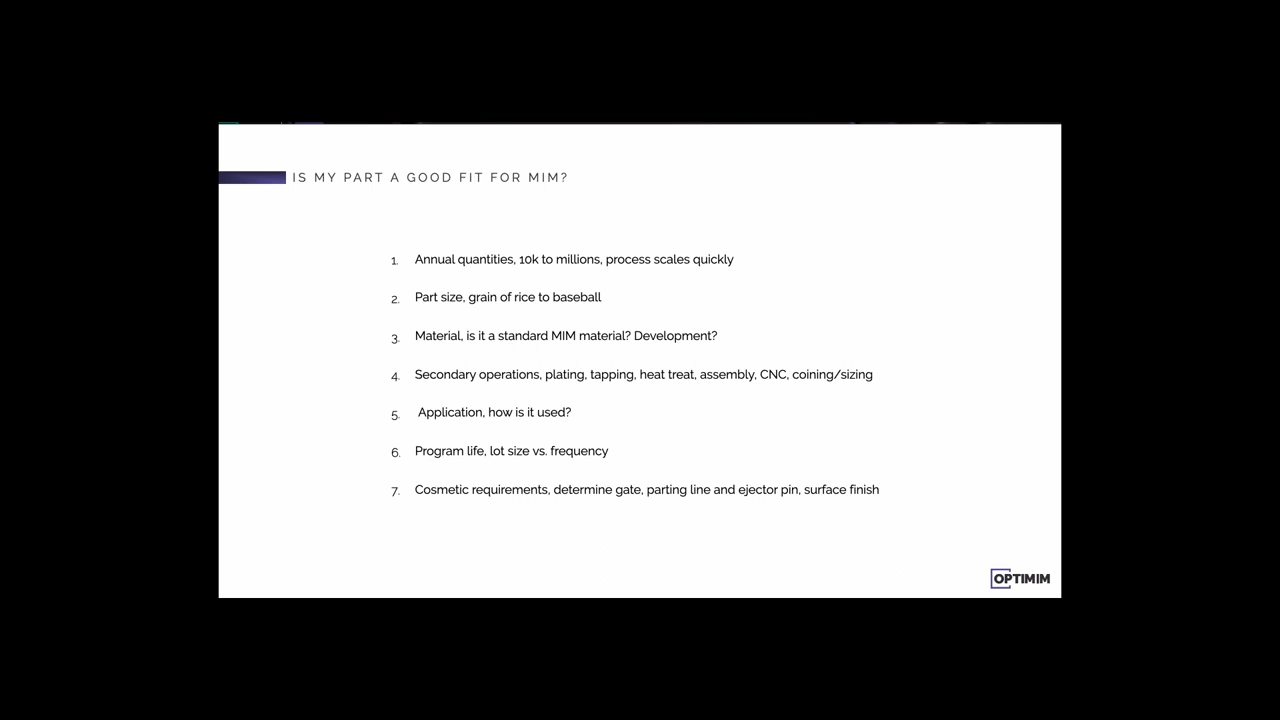 IS MY PART A GOOD FIT FOR MIM?
1. Annual quantities, 10k to millions, process scales quickly
2. Part size, grain of rice to baseball
3. Material, is it a standard MIM material? Development?
4. Secondary operations, plating, tapping, heat treat, assembly, CNC, coining/sizing
5. Application, how is it used?
6. Program life, lot size vs. frequency
7. Cosmetic requirements, determine gate, parting line and ejector pin, surface finish
OPTIMIM